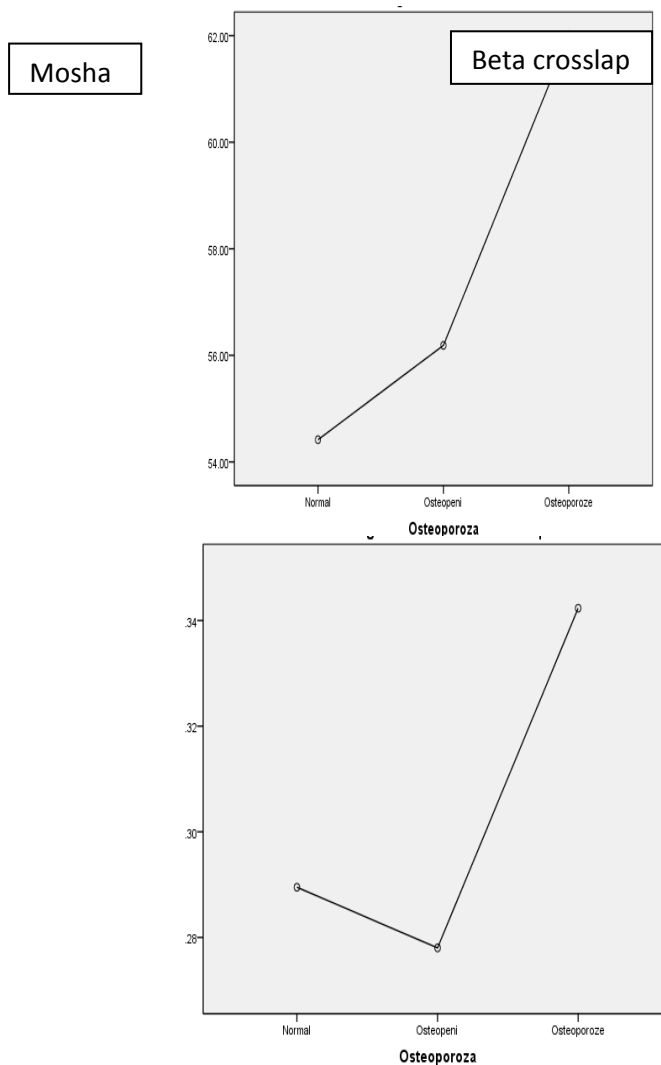 Mosha
Beta crosslap
62.00
60.00
58.00
56.00
54.00
Normal
Osteopeni
Osteoporoze
Osteoporoza
.34
.32
.30
.28
Normal
Osteopeni
Osteoporoze
Osteoporoza